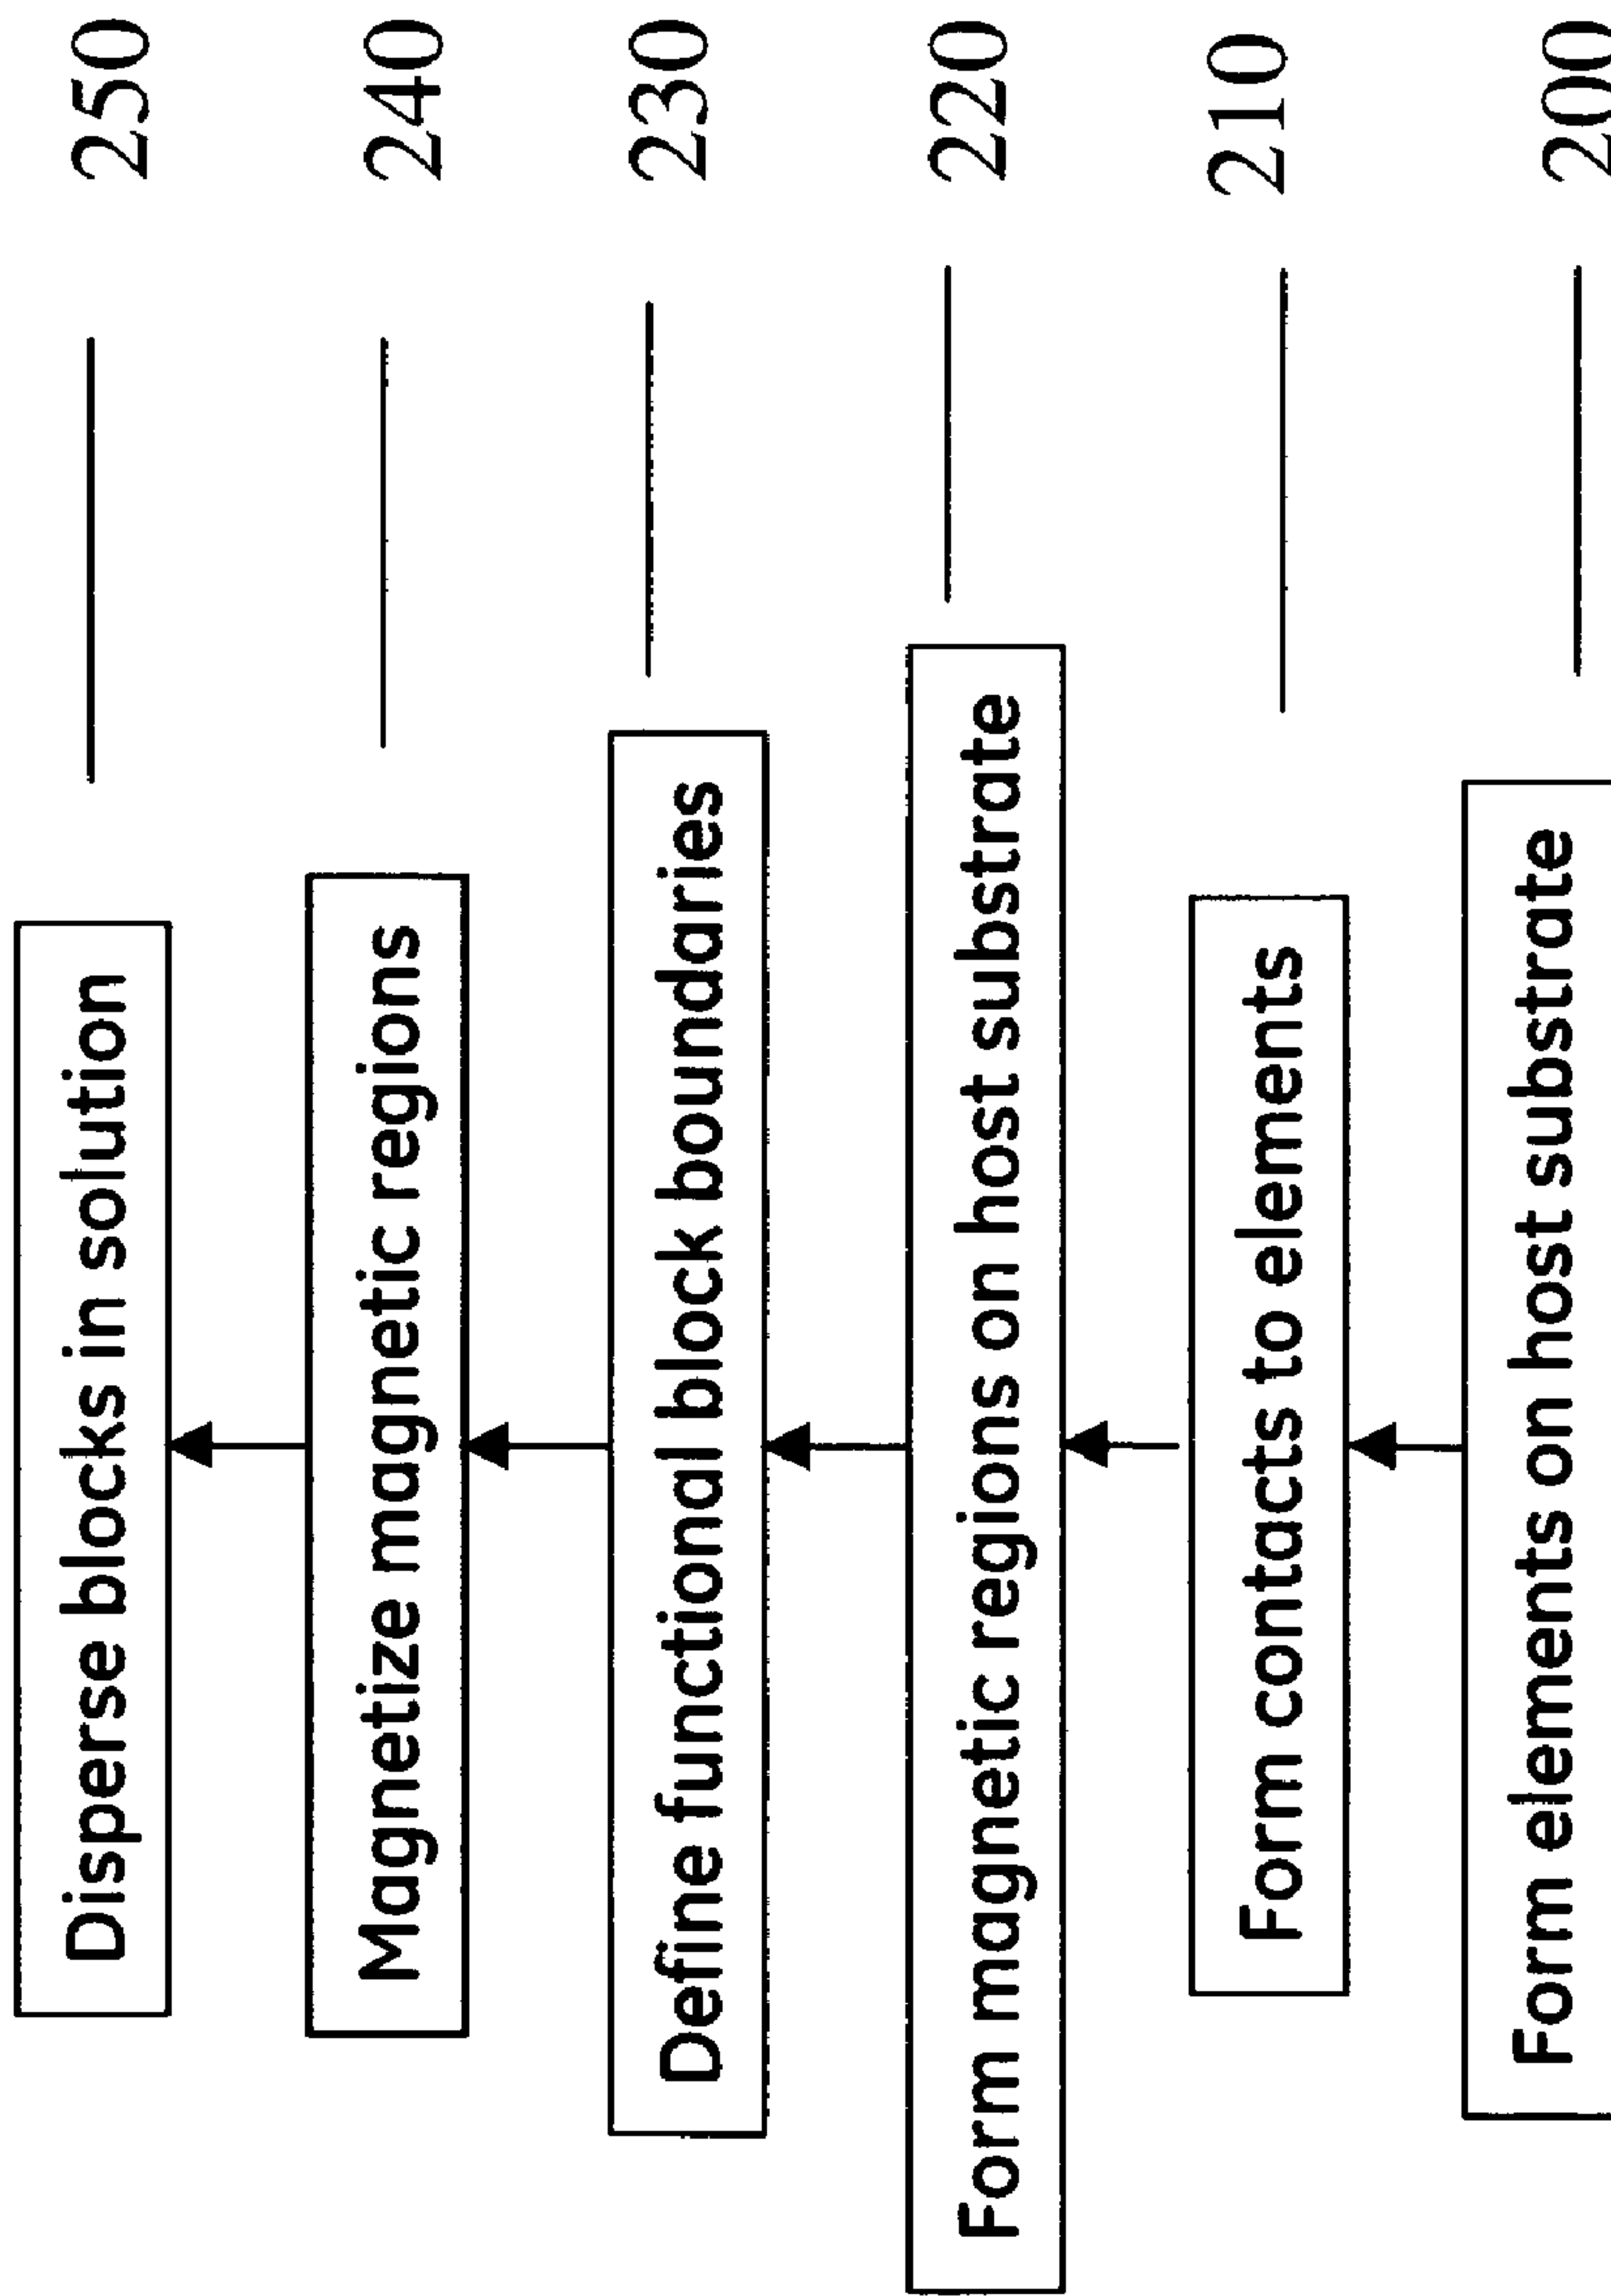 Disperse blocks in solution 250
Magnetize magnetic regions 240
Define functional block boundaries 230
Form magnetic regions on host substrate 220
Form contacts to elements 210
Form elements on host substrate 200